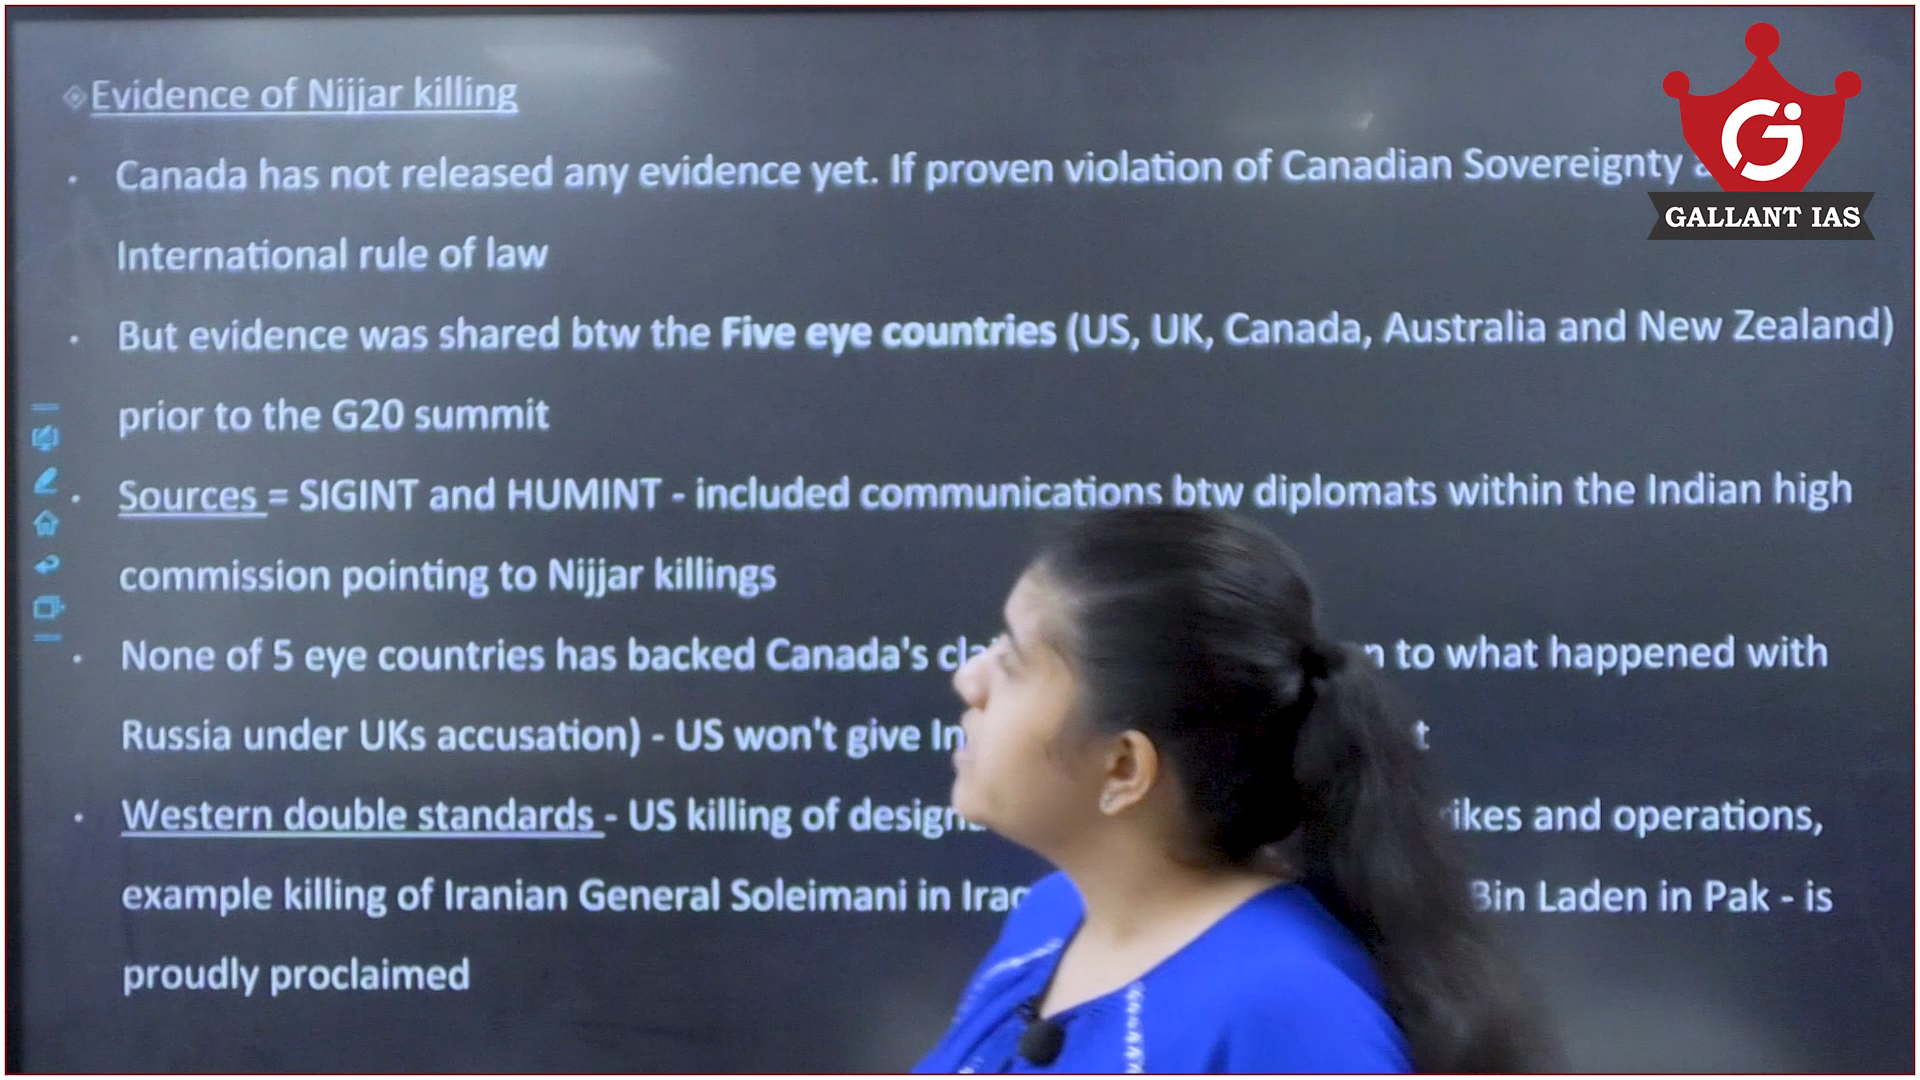 Evidence of Nijjar killing
Canada has not released any evidence yet. If proven violation of Canadian Sovereignty
International rule of law
But evidence was shared btw the Five eye countries (US, UK, Canada, Australia and New Zealand)
prior to the G20 summit
Sources = SIGINT and HUMINT - included communications btw diplomats within the Indian high
commission pointing to Nijjar killings
None of 5 eye countries has backed Canada's to what happened with
Russia under UKs accusation) - US won't give
Western double standards - US killing of and operations,
example killing of Iranian General Soleimani in Bin Laden in Pak - is
proudly proclaimed
GALLANT IAS